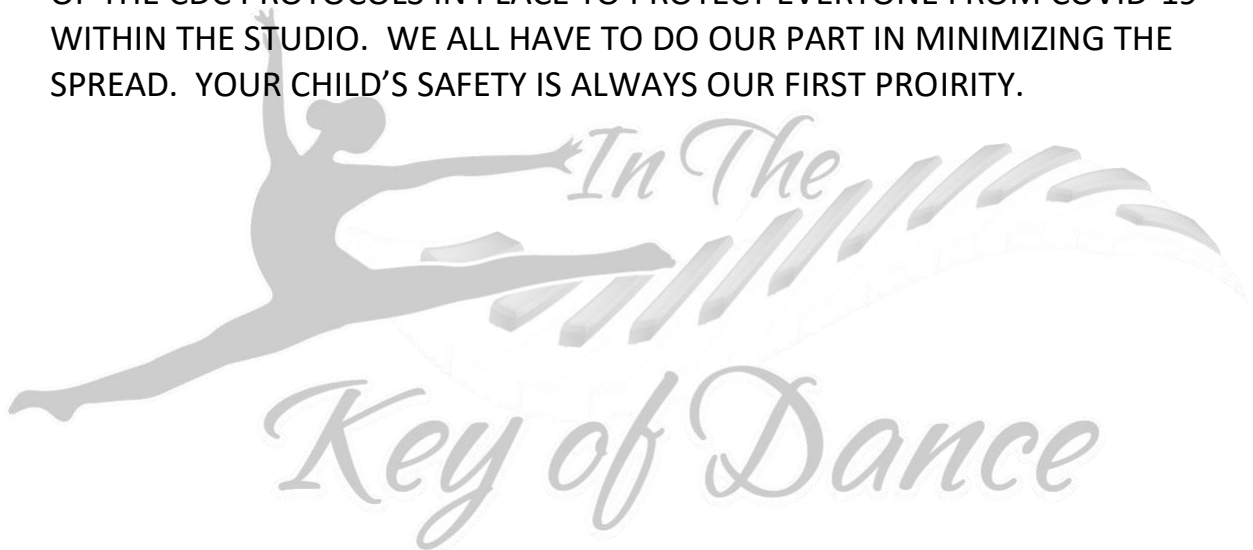 OF THE CDC PROTOCOLS IN PLACE TO PROTECT EVERYONE FROM COVID-19
WITHIN THE STUDIO.  WE ALL HAVE TO DO OUR PART IN MINIMIZING THE
SPREAD.  YOUR CHILD’S SAFETY IS ALWAYS OUR FIRST PROIRITY.
In The
Key of Dance